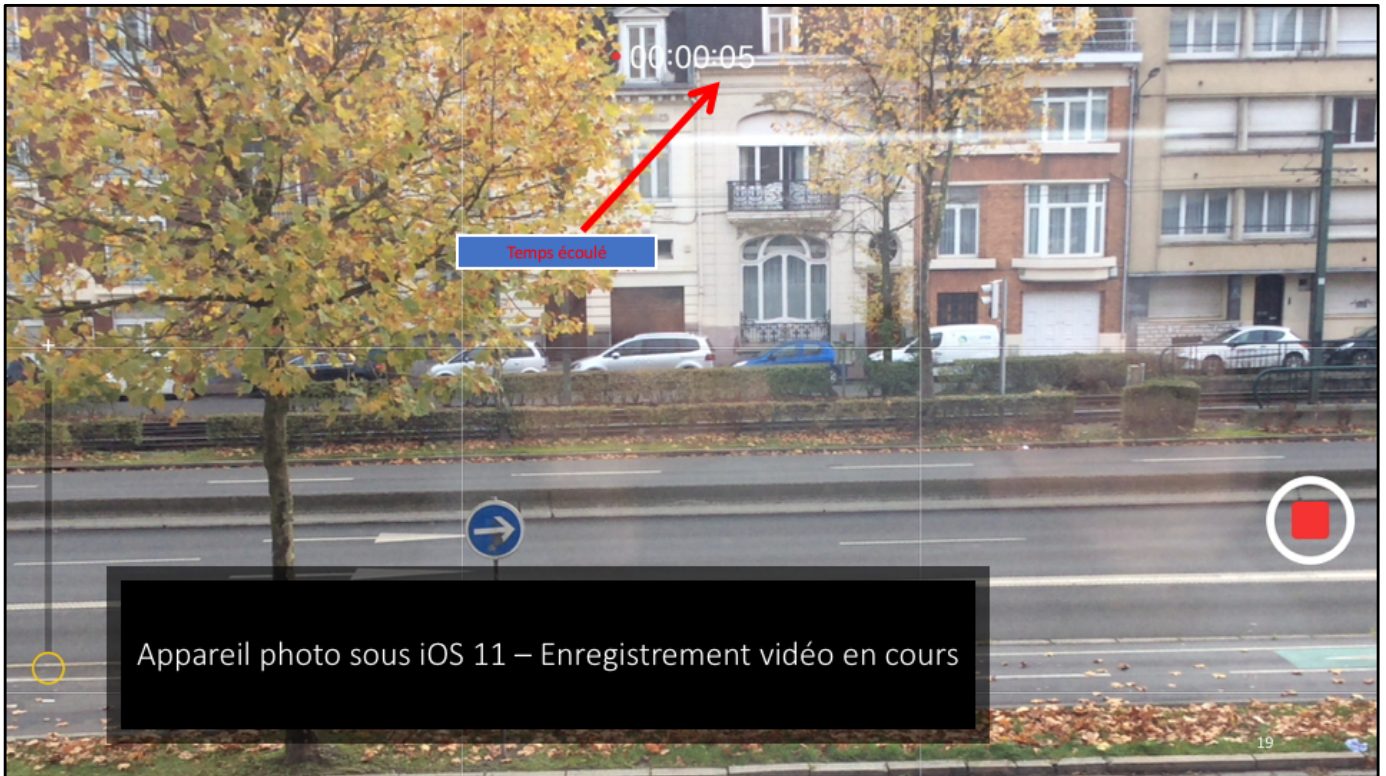 00:00:05
Temps écoulé
Appareil photo sous iOS 11 – Enregistrement vidéo en cours
19